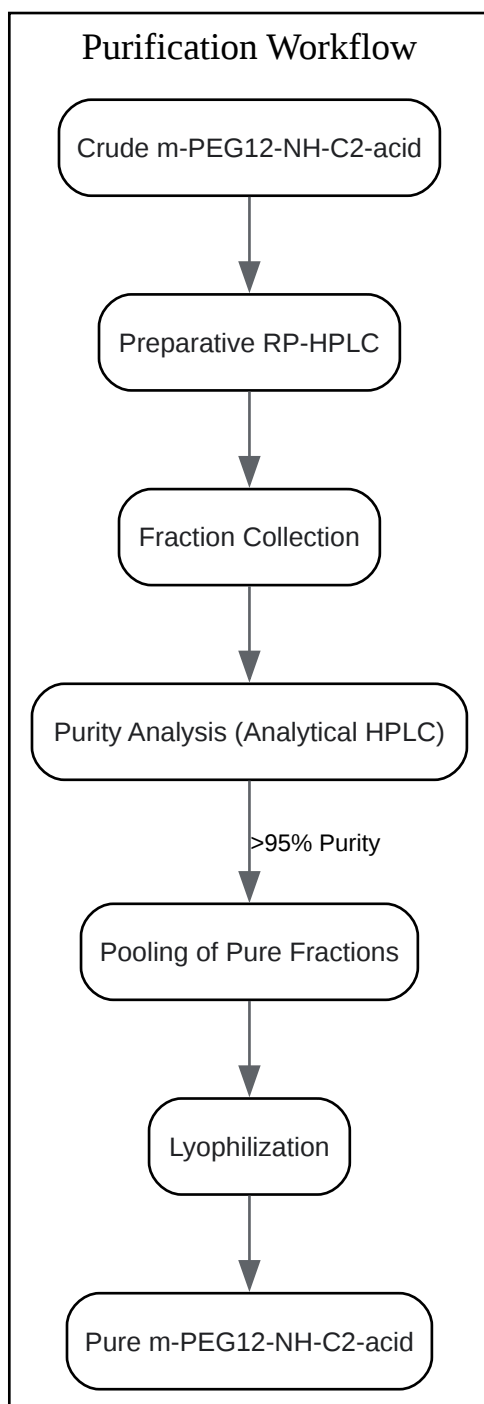 Purification Workflow
Crude m-PEG12-NH-C2-acid
Preparative RP-HPLC
Fraction Collection
Purity Analysis (Analytical HPLC)
>95% Purity
Pooling of Pure Fractions
Lyophilization
Pure m-PEG12-NH-C2-acid